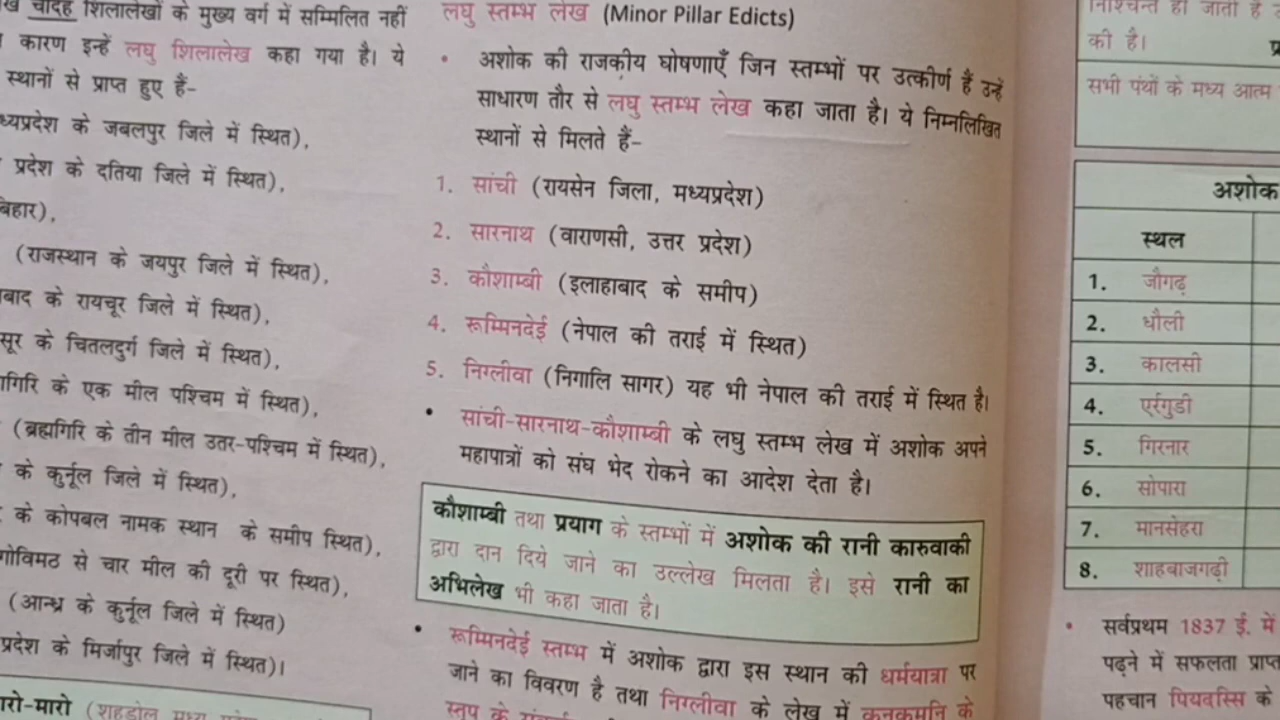 चौदह शिलालेखों के मुख्य वर्ग में सम्मिलित नहीं
कारण इन्हें लघु शिलालेख कहा गया है। ये
स्थानों से प्राप्त हुए हैं-
के जबलपुर जिले में स्थित),
प्रदेश के दतिया जिले में स्थित),
(राजस्थान के जयपुर जिले में स्थित),
के रायचूर जिले में स्थित),
के चितलदुर्ग जिले में स्थित),
के एक मील पश्चिम में स्थित),
(ब्रह्मगिरि के तीन मील उतर-पश्चिम में स्थित),
के कुर्नूल जिले में स्थित),
के कोपबल नामक स्थान के समीप स्थित),
गोविमठ से चार मील की दूरी पर स्थित),
(आन्ध्र के कुर्नूल जिले में स्थित)
प्रदेश के मिर्जापुर जिले में स्थित)।
लघु स्तम्भ लेख (Minor Pillar Edicts)
• अशोक की राजकीय घोषणाएँ जिन स्तम्भों पर उत्कीर्ण हैं उन्हें
साधारण तौर से लघु स्तम्भ लेख कहा जाता है। ये निम्नलिखित
स्थानों से मिलते हैं-
1. सांची (रायसेन जिला, मध्यप्रदेश)
2. सारनाथ (वाराणसी, उत्तर प्रदेश)
3. कौशाम्बी (इलाहाबाद के समीप)
4. रूम्मिनदेई (नेपाल की तराई में स्थित)
5. निग्लीवा (निगालि सागर) यह भी नेपाल की तराई में स्थित है।
• सांची-सारनाथ-कौशाम्बी के लघु स्तम्भ लेख में अशोक अपने
महापात्रों को संघ भेद रोकने का आदेश देता है।
कौशाम्बी तथा प्रयाग के स्तम्भों में अशोक की रानी कारुवाकी
द्वारा दान दिये जाने का उल्लेख मिलता है। इसे रानी का
अभिलेख भी कहा जाता है।
• रूम्मिनदेई स्तम्भ में अशोक द्वारा इस स्थान की धर्मयात्रा पर
जाने का विवरण है तथा निग्लीवा के लेख में कनकमुनि के
स्तूप के
की है।
सभी पंथों के मध्य आत्म
अशोक
स्थल
1. जौगढ़
2. धौली
3. कालसी
4. एर्रगुडी
5. गिरनार
6. सोपारा
7. मानसेहरा
8. शाहबाजगढ़ी
• सर्वप्रथम 1837 ई. में
पढ़ने में सफलता प्राप्त
पहचान पियदस्सि के